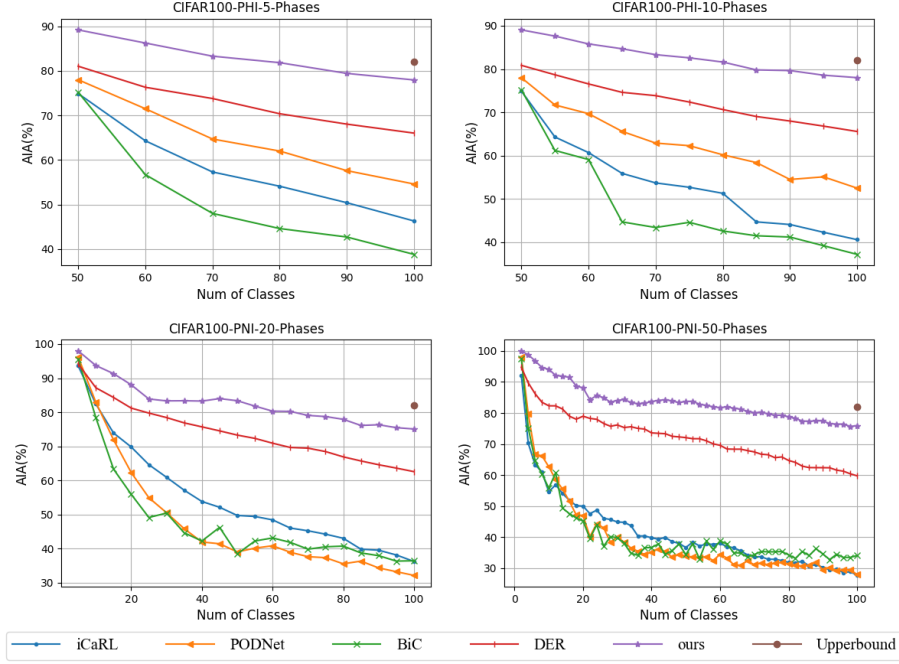 CIFAR100-PHI-5-Phases
90
80
70
60
50
40
AIA(%)
50 60 70 80 90 100
Num of Classes
CIFAR100-PHI-10-Phases
90
80
70
60
50
40
AIA(%)
50 60 70 80 90 100
Num of Classes
CIFAR100-PNI-20-Phases
100
90
80
70
60
50
40
30
AIA(%)
20 40 60 80 100
Num of Classes
CIFAR100-PNI-50-Phases
100
90
80
70
60
50
40
30
AIA(%)
0 20 40 60 80 100
Num of Classes
iCaRL PODNet BiC DER ours Upperbound